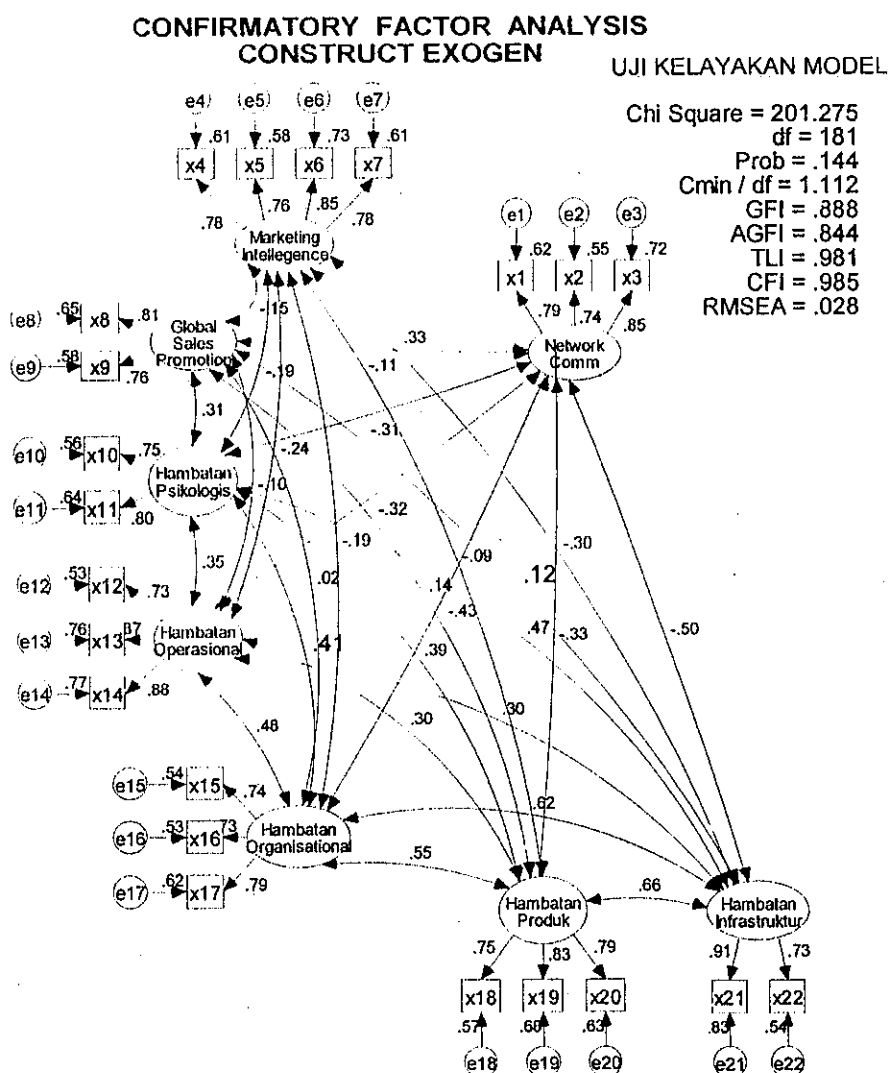 CONFIRMATORY FACTOR ANALYSIS
CONSTRUCT EXOGEN
UJI KELAYAKAN MODEL
Chi Square = 201.275
df = 181
Prob = .144
Cmin / df = 1.112
GFI = .888
AGFI = .844
TLI = .981
CFI = .985
RMSEA = .028
e4 e5 e6 e7
.61 .58 .73 .61
x4 x5 x6 x7
.78 .76 .85 .78
Marketing
Intellegence
e1 e2 e3
.62 .55 .72
x1 x2 x3
.79 .74 .85
Network
Comm
e8 .65 x8 .81
e9 .58 x9 .76
Global
Sales
Promotion
-.15
.33
-.11
-.19
.31
-.31
-.24
e10 .56 x10 .75
e11 .64 x11 .80
Hambatan
Psikologis
-.10
-.32
.35
-.19
-.09
-.30
.02
.14
.12
e12 .53 x12 .73
e13 .76 x13 .87
e14 .77 x14 .88
Hambatan
Operasional
.41
-.43
.47
-.33
-.50
.39
.48
.30
.30
e15 .54 x15 .74
e16 .53 x16 .73
e17 .62 x17 .79
Hambatan
Organisational
.62
.55
.66
Hambatan
Produk
Hambatan
Infrastruktur
.75 .83 .79 .91 .73
x18 x19 x20 x21 x22
.57 .68 .63 .83 .54
e18 e19 e20 e21 e22